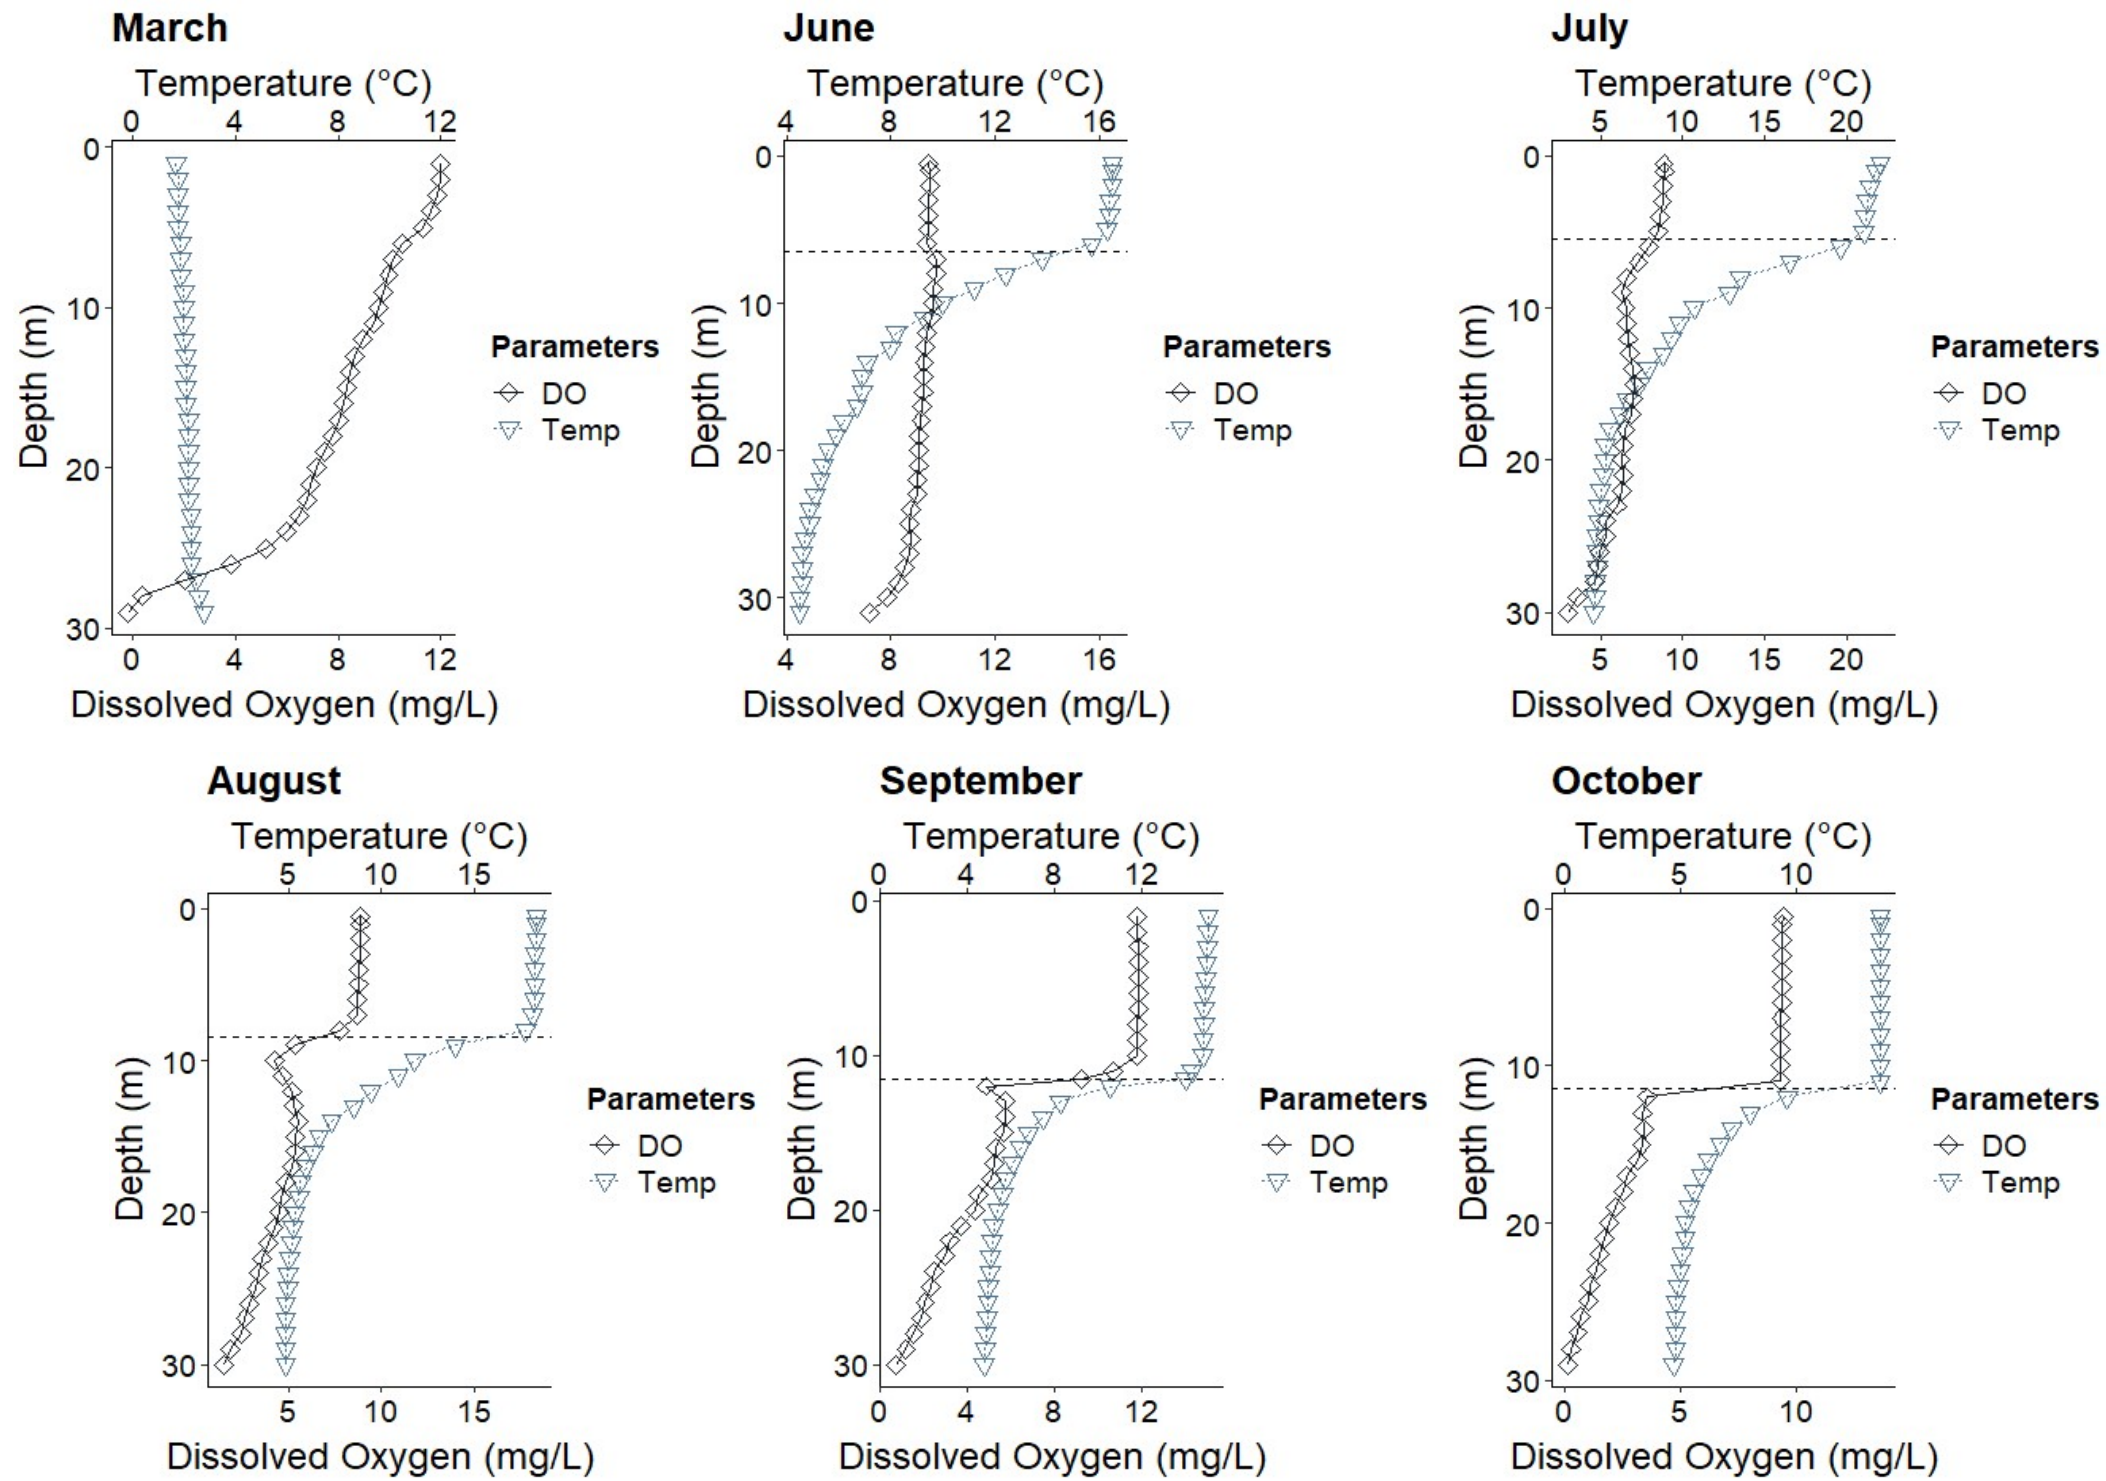 March
Temperature (°C)
0 4 8 12
0
10
20
30
Depth (m)
0 4 8 12
Dissolved Oxygen (mg/L)
Parameters
DO
Temp
June
Temperature (°C)
4 8 12 16
0
10
20
30
Depth (m)
4 8 12 16
Dissolved Oxygen (mg/L)
Parameters
DO
Temp
July
Temperature (°C)
5 10 15 20
0
10
20
30
Depth (m)
5 10 15 20
Dissolved Oxygen (mg/L)
Parameters
DO
Temp
August
Temperature (°C)
5 10 15
0
10
20
30
Depth (m)
5 10 15
Dissolved Oxygen (mg/L)
Parameters
DO
Temp
September
Temperature (°C)
0 4 8 12
0
10
20
30
Depth (m)
0 4 8 12
Dissolved Oxygen (mg/L)
Parameters
DO
Temp
October
Temperature (°C)
0 5 10
0
10
20
30
Depth (m)
0 5 10
Dissolved Oxygen (mg/L)
Parameters
DO
Temp